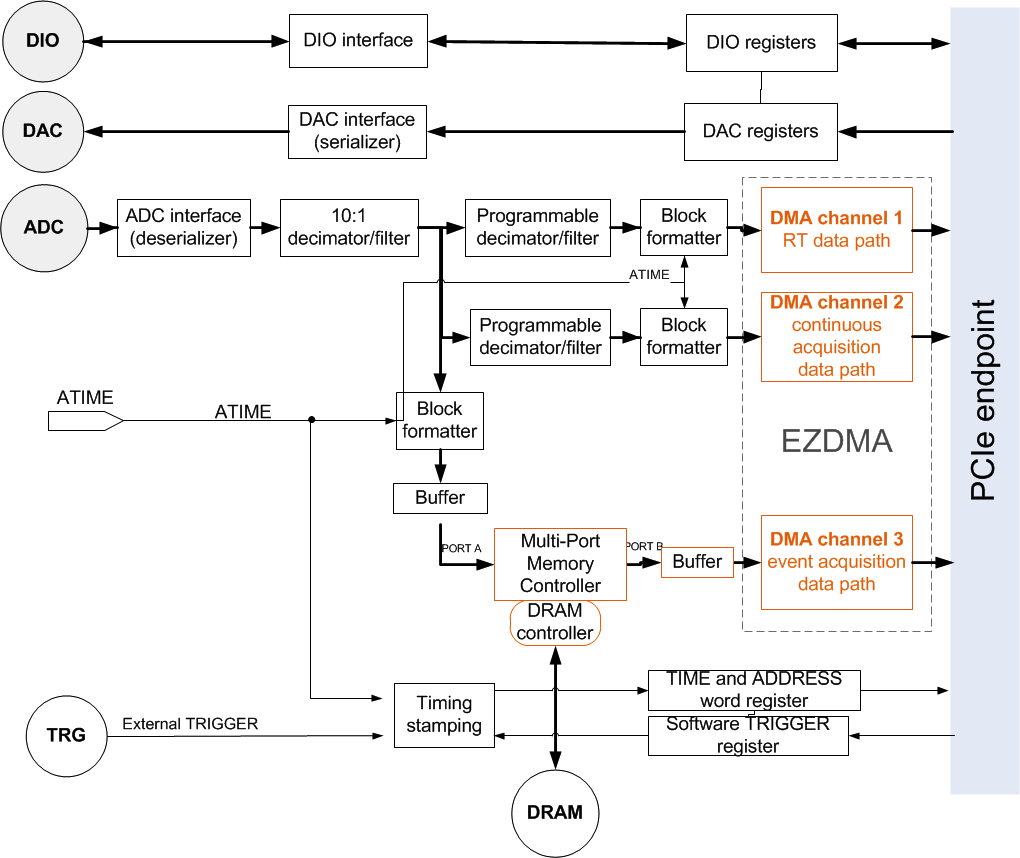 DIO
DIO interface
DIO registers
DAC
DAC interface
(serializer)
DAC registers
ADC
ADC interface
(deserializer)
10:1
decimator/filter
Programmable
decimator/filter
Block
formatter
DMA channel 1
RT data path
ATIME
Programmable
decimator/filter
Block
formatter
DMA channel 2
continuous
acquisition
data path
PCIe endpoint
ATIME
ATIME
Block
formatter
EZDMA
Buffer
PORT A
Multi-Port
Memory
Controller
PORT B
Buffer
DMA channel 3
event acquisition
data path
DRAM
controller
TRG
External TRIGGER
Timing
stamping
TIME and ADDRESS
word register
Software TRIGGER
register
DRAM